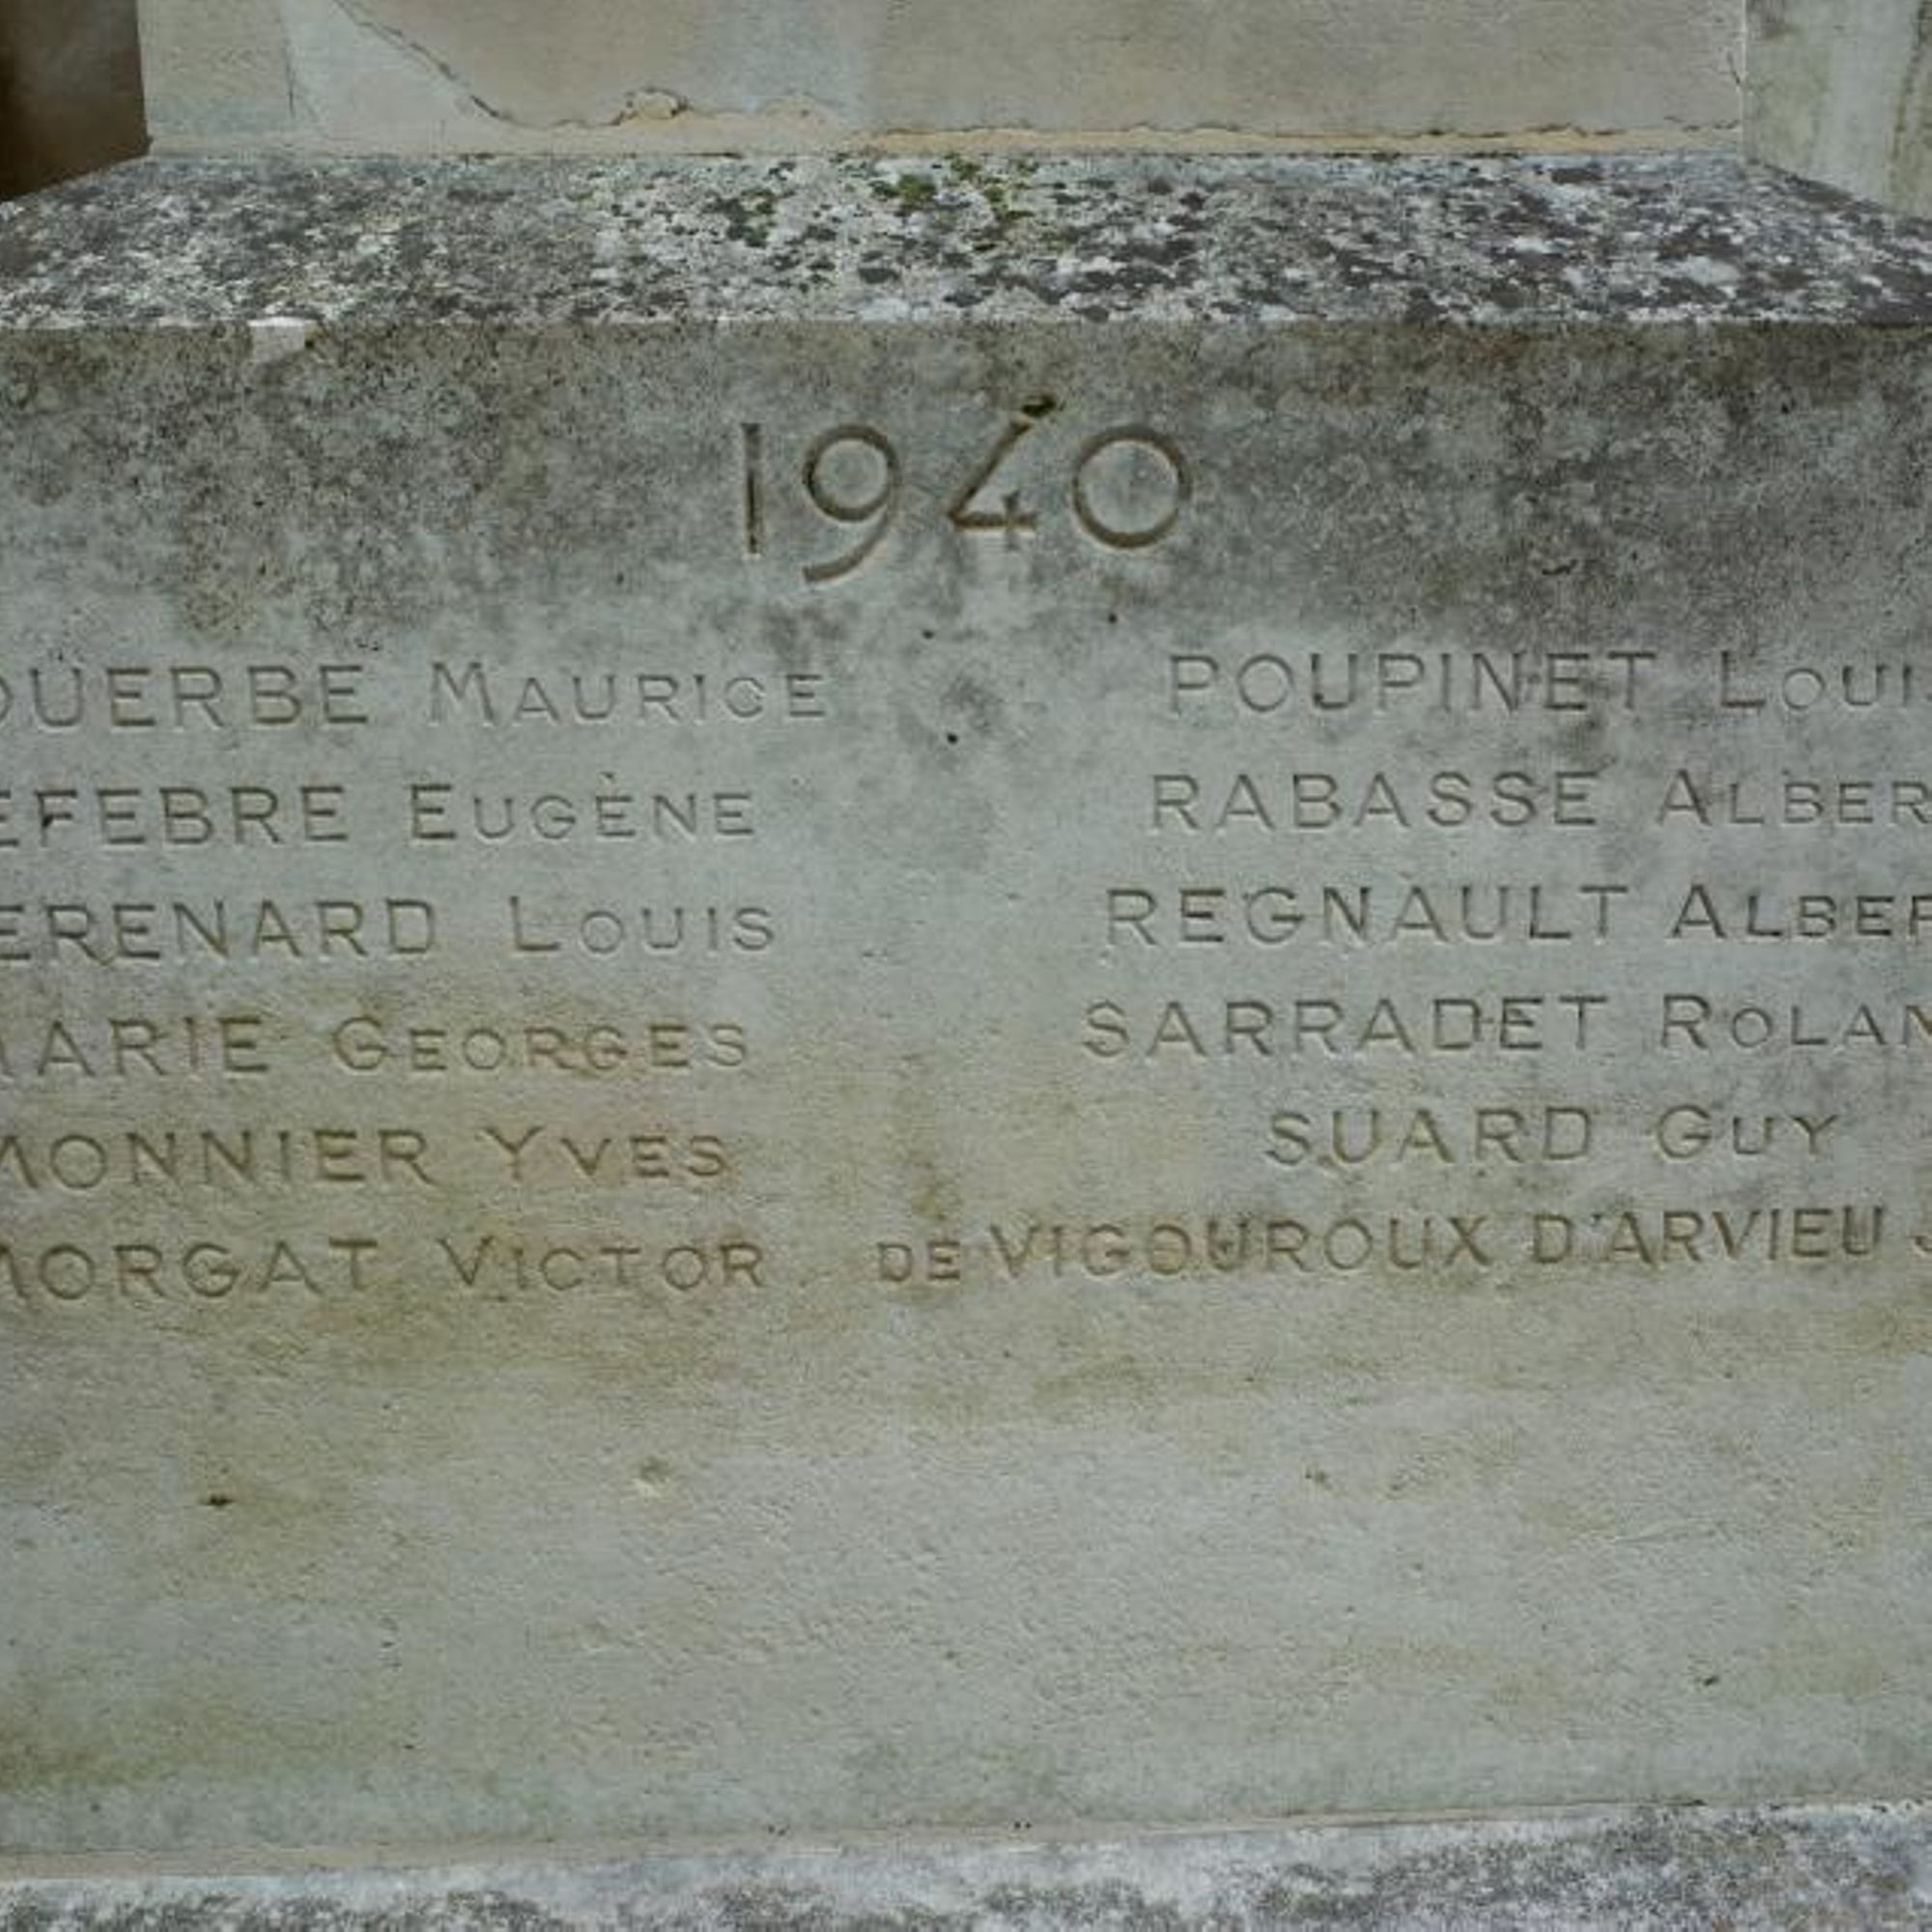 1940
OUERBE MAURICE
EFEBRE EUGÈNE
ERENARD LOUIS
MARIE GEORGES
MONNIER YVES
MORGAT VICTOR
POUPINET LOUI
RABASSE ALBER
REGNAULT ALBER
SARRADET ROLAN
SUARD GUY
DE VIGOUROUX D'ARVIEU